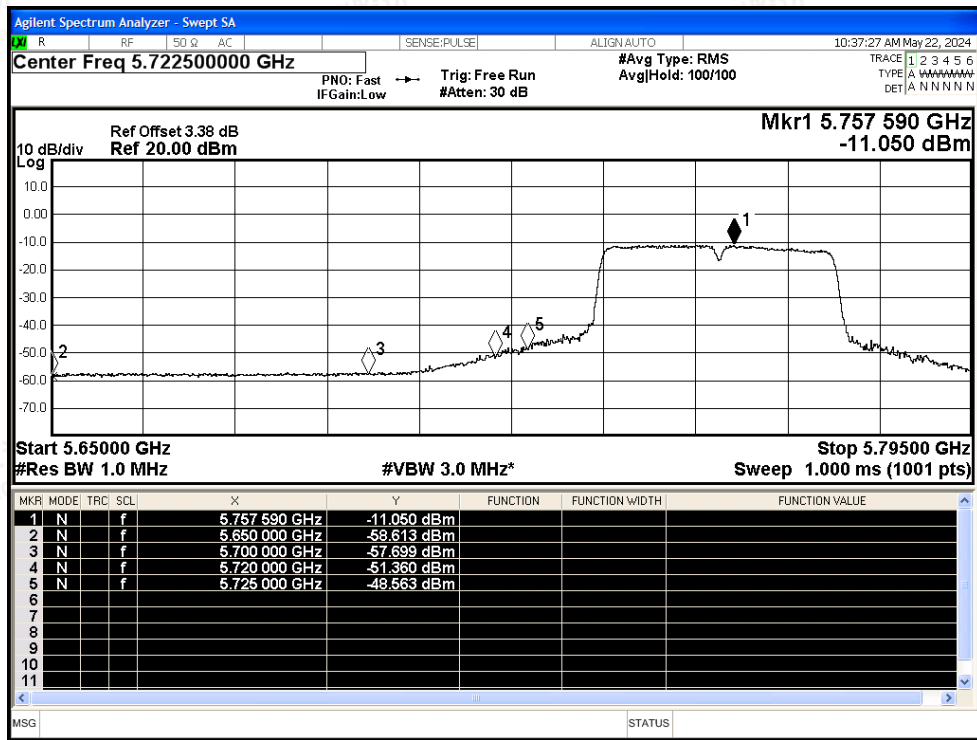 Agilent Spectrum Analyzer - Swept SA
LXI R RF 50 Ω AC SENSE:PULSE ALIGN AUTO 10:37:27 AM May 22, 2024
Center Freq 5.722500000 GHz
PNO: Fast
IFGain:Low
Trig: Free Run
#Atten: 30 dB
#Avg Type: RMS
Avg|Hold: 100/100
TRACE 1 2 3 4 5 6
TYPE A WWWWW
DET A N N N N N
Mkr1 5.757 590 GHz
-11.050 dBm
Ref Offset 3.38 dB
10 dB/div Ref 20.00 dBm
Log
10.0
0.00
-10.0
-20.0
-30.0
-40.0
-50.0
-60.0
-70.0
1
2
3
4
5
Start 5.65000 GHz Stop 5.79500 GHz
#Res BW 1.0 MHz #VBW 3.0 MHz* Sweep 1.000 ms (1001 pts)
MKR MODE TRC SCL X Y FUNCTION FUNCTION WIDTH FUNCTION VALUE
1 N f 5.757 590 GHz -11.050 dBm
2 N f 5.650 000 GHz -58.613 dBm
3 N f 5.700 000 GHz -57.699 dBm
4 N f 5.720 000 GHz -51.360 dBm
5 N f 5.725 000 GHz -48.563 dBm
6
7
8
9
10
11
MSG STATUS